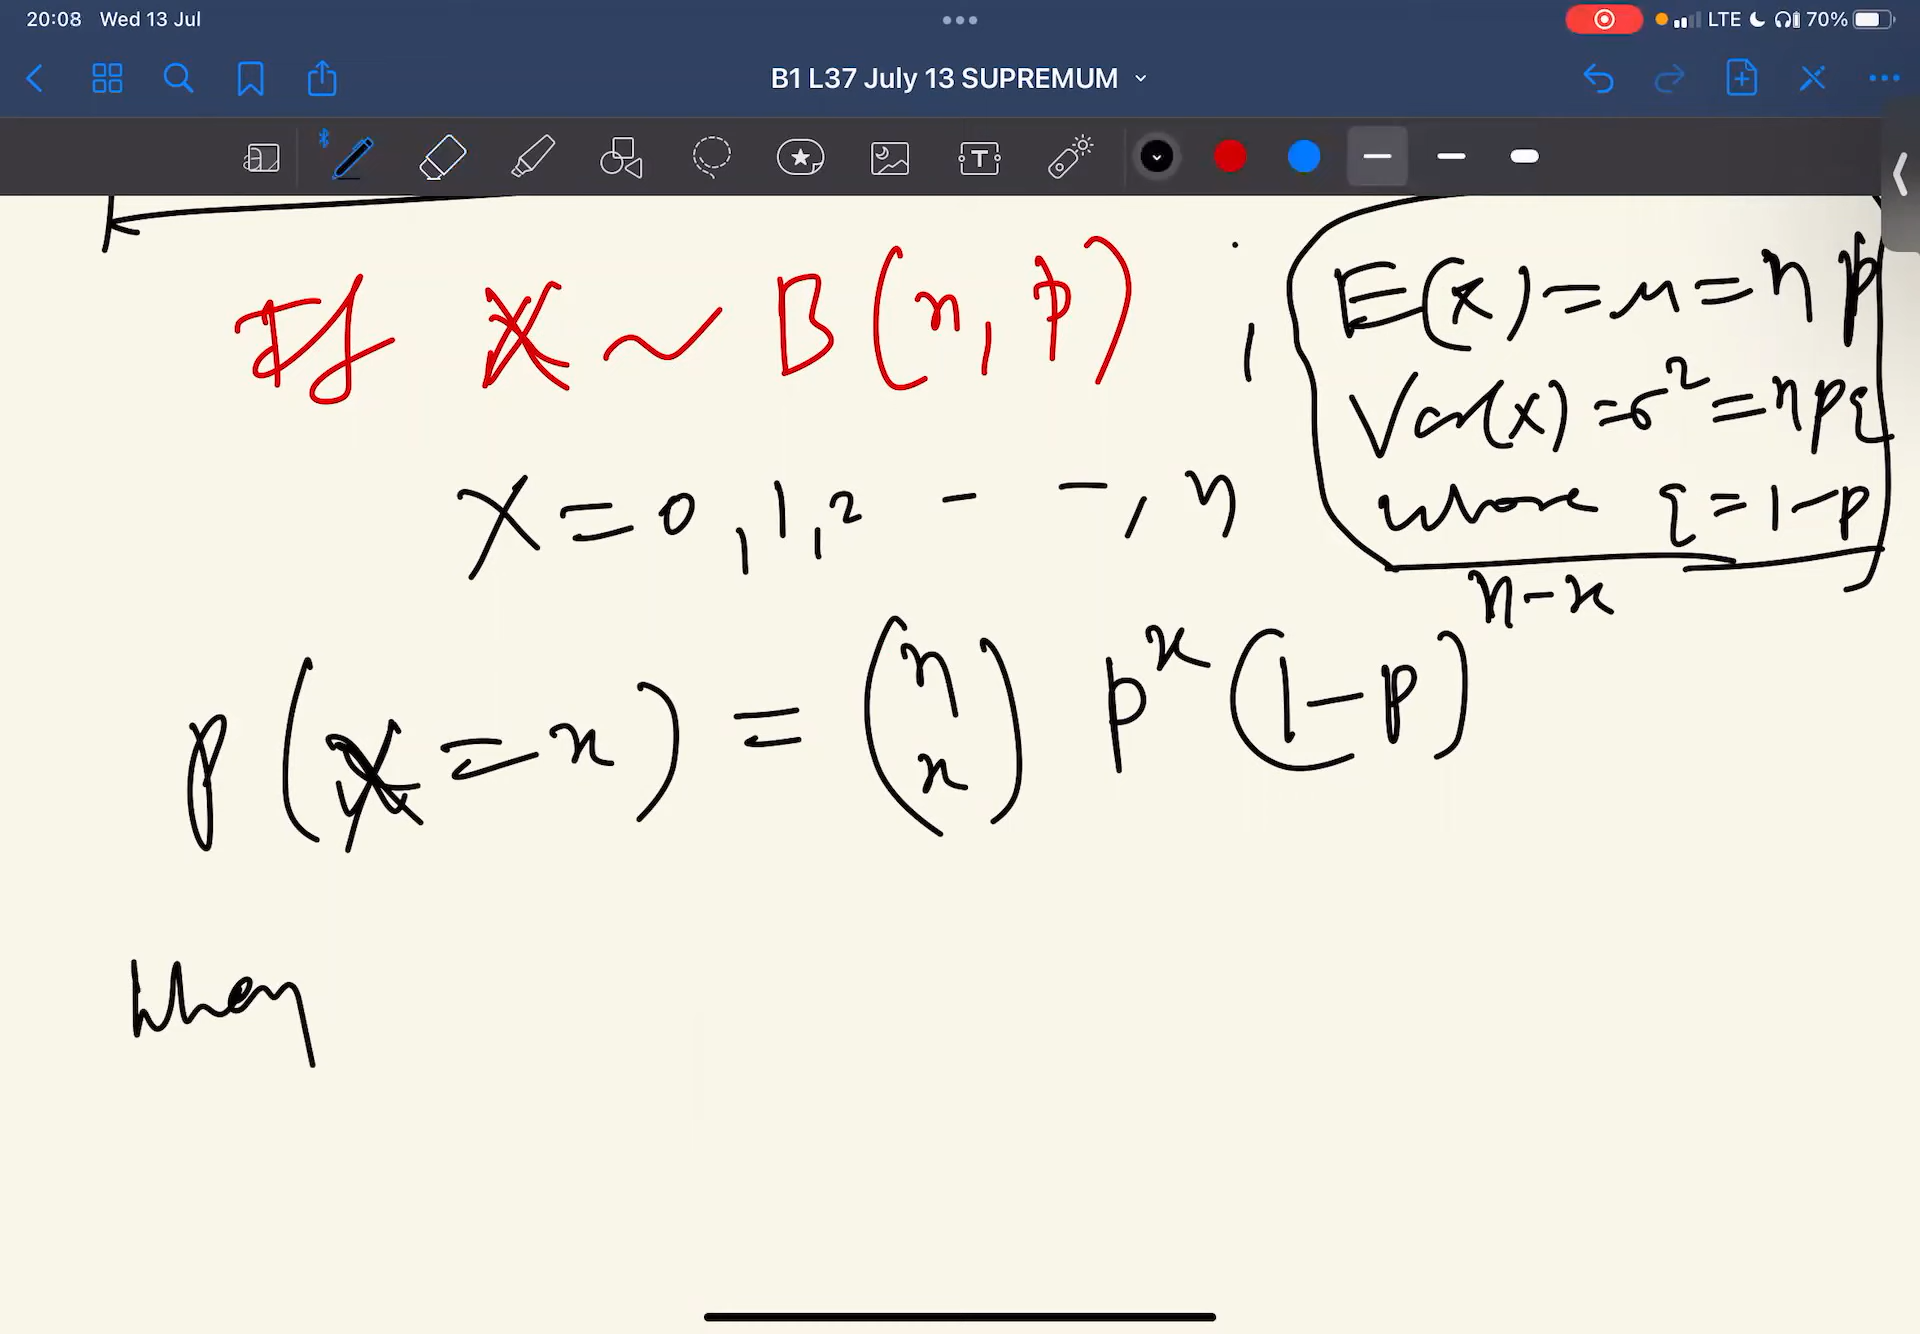 20:08 Wed 13 Jul
LTE 70%
B1 L37 July 13 SUPREMUM
T
If X ~ B(n, p) ;
E(x) = μ = n p
Var(x) = σ² = npq
where q = 1-p
X = 0, 1, 2 - -, n
P(X = x) = (n x) pˣ (1-p)ⁿ⁻ˣ
When